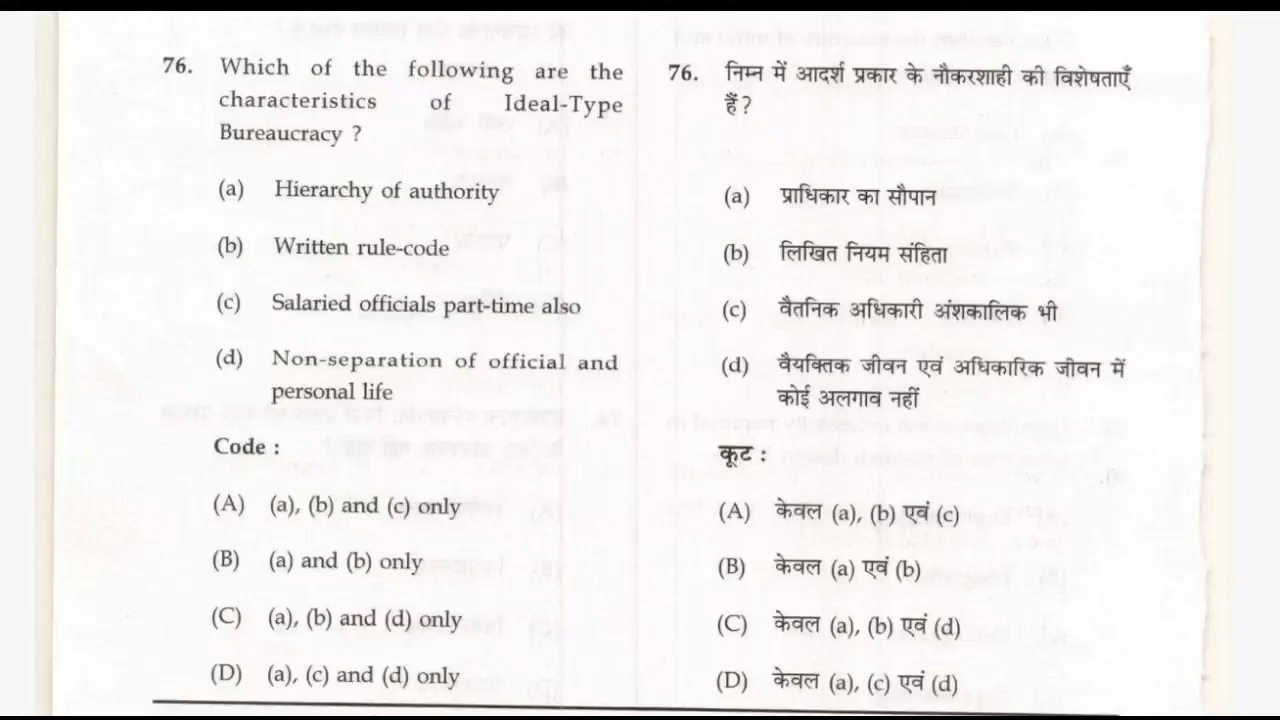 76. Which of the following are the
characteristics of Ideal-Type
Bureaucracy ?
(a) Hierarchy of authority
(b) Written rule-code
(c) Salaried officials part-time also
(d) Non-separation of official and
personal life
Code :
(A) (a), (b) and (c) only
(B) (a) and (b) only
(C) (a), (b) and (d) only
(D) (a), (c) and (d) only
76. निम्न में आदर्श प्रकार के नौकरशाही की विशेषताएँ
हैं ?
(a) प्राधिकार का सौपान
(b) लिखित नियम संहिता
(c) वैतनिक अधिकारी अंशकालिक भी
(d) वैयक्तिक जीवन एवं अधिकारिक जीवन में
कोई अलगाव नहीं
कूट :
(A) केवल (a), (b) एवं (c)
(B) केवल (a) एवं (b)
(C) केवल (a), (b) एवं (d)
(D) केवल (a), (c) एवं (d)